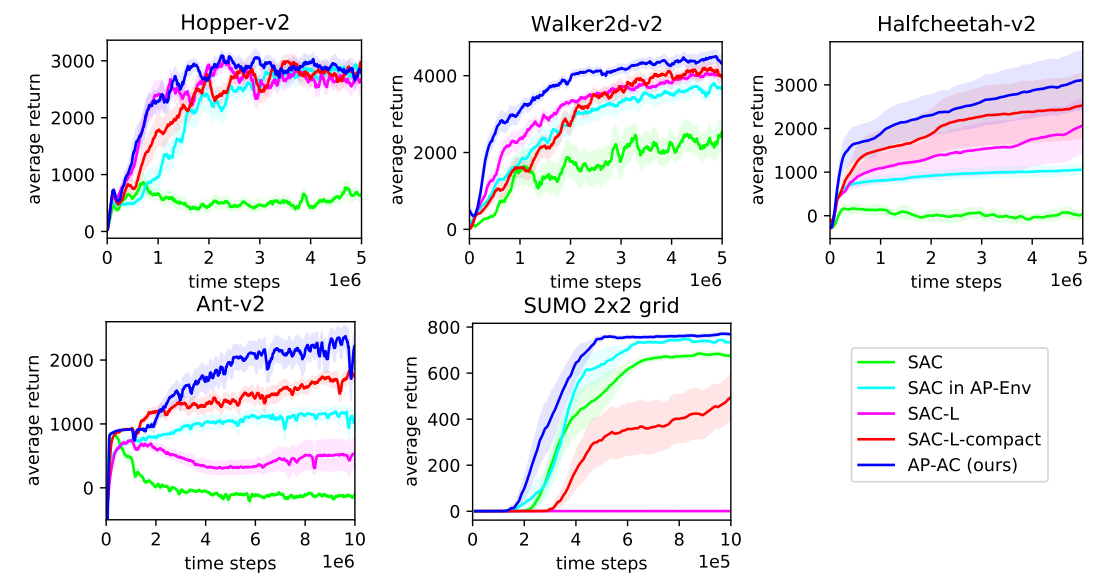 Hopper-v2
3000
2000
1000
0
average return
0 1 2 3 4 5
time steps
1e6
Walker2d-v2
4000
2000
0
average return
0 1 2 3 4 5
time steps
1e6
Halfcheetah-v2
3000
2000
1000
0
average return
0 1 2 3 4 5
time steps
1e6
Ant-v2
2000
1000
0
average return
0 2 4 6 8 10
time steps
1e6
SUMO 2x2 grid
800
600
400
200
0
average return
0 2 4 6 8 10
time steps
1e5
SAC
SAC in AP-Env
SAC-L
SAC-L-compact
AP-AC (ours)